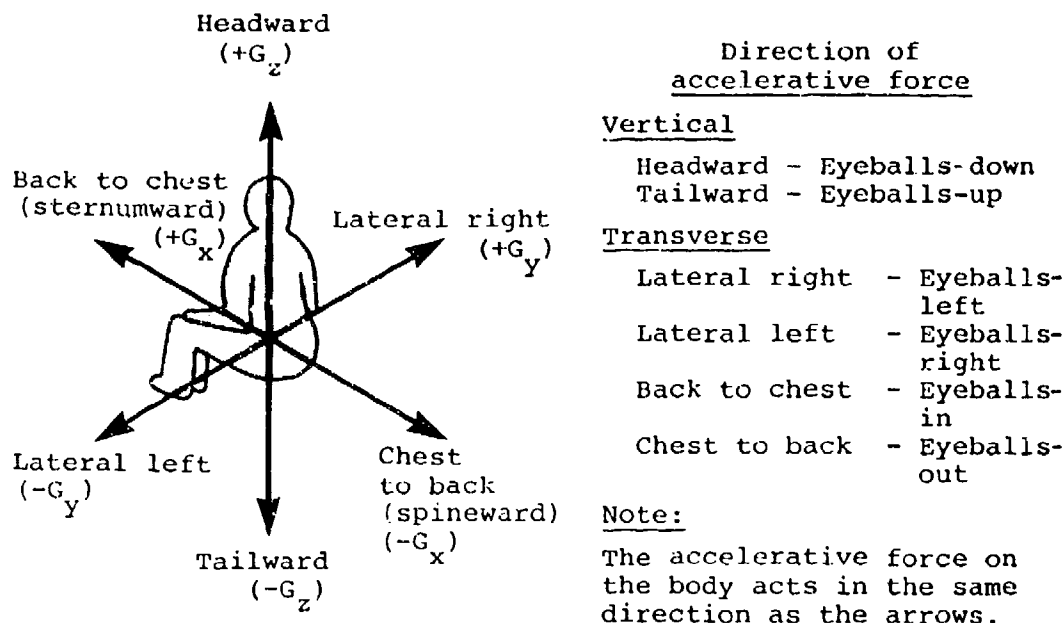 Headward
(+Gz)
Back to chest
(sternumward)
(+Gx)
Lateral right
(+Gy)
Lateral left
(-Gy)
Chest
to back
(spineward)
(-Gx)
Tailward
(-Gz)
Direction of
accelerative force
Vertical
Headward - Eyeballs-down
Tailward - Eyeballs-up
Transverse
Lateral right - Eyeballs-
left
Lateral left - Eyeballs-
right
Back to chest - Eyeballs-
in
Chest to back - Eyeballs-
out
Note:
The accelerative force on
the body acts in the same
direction as the arrows.